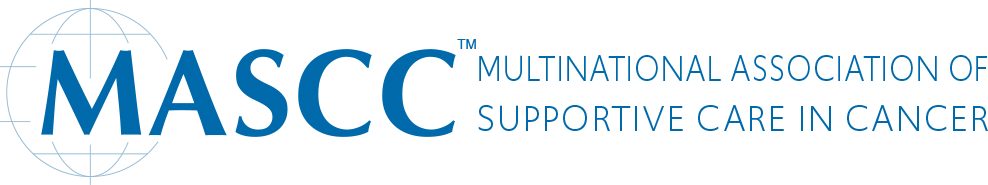 MASCC™
MULTINATIONAL ASSOCIATION OF
SUPPORTIVE CARE IN CANCER